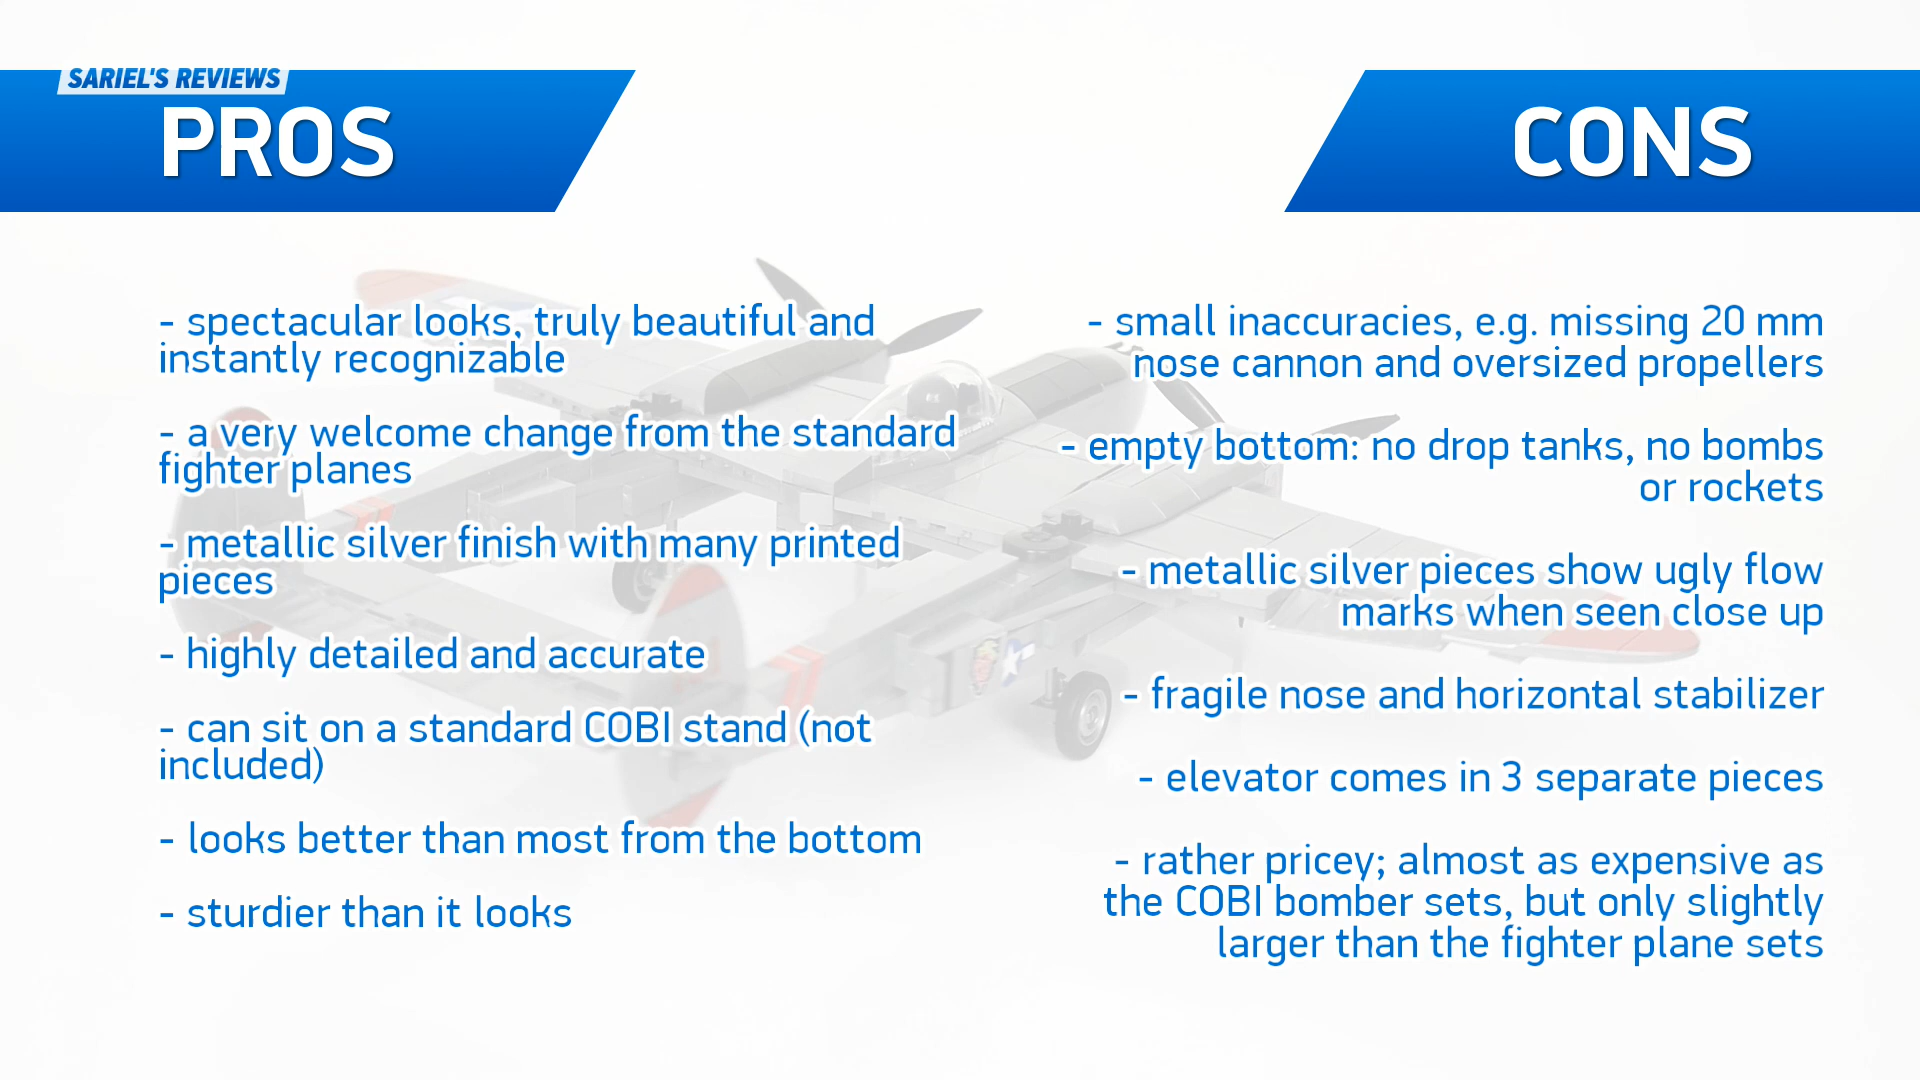 SARIEL'S REVIEWS
PROS
- spectacular looks, truly beautiful and
instantly recognizable
- a very welcome change from the standard
fighter planes
- metallic silver finish with many printed
pieces
- highly detailed and accurate
- can sit on a standard COBI stand (not
included)
- looks better than most from the bottom
- sturdier than it looks
CONS
- small inaccuracies, e.g. missing 20 mm
nose cannon and oversized propellers
- empty bottom: no drop tanks, no bombs
or rockets
- metallic silver pieces show ugly flow
marks when seen close up
- fragile nose and horizontal stabilizer
- elevator comes in 3 separate pieces
- rather pricey; almost as expensive as
the COBI bomber sets, but only slightly
larger than the fighter plane sets